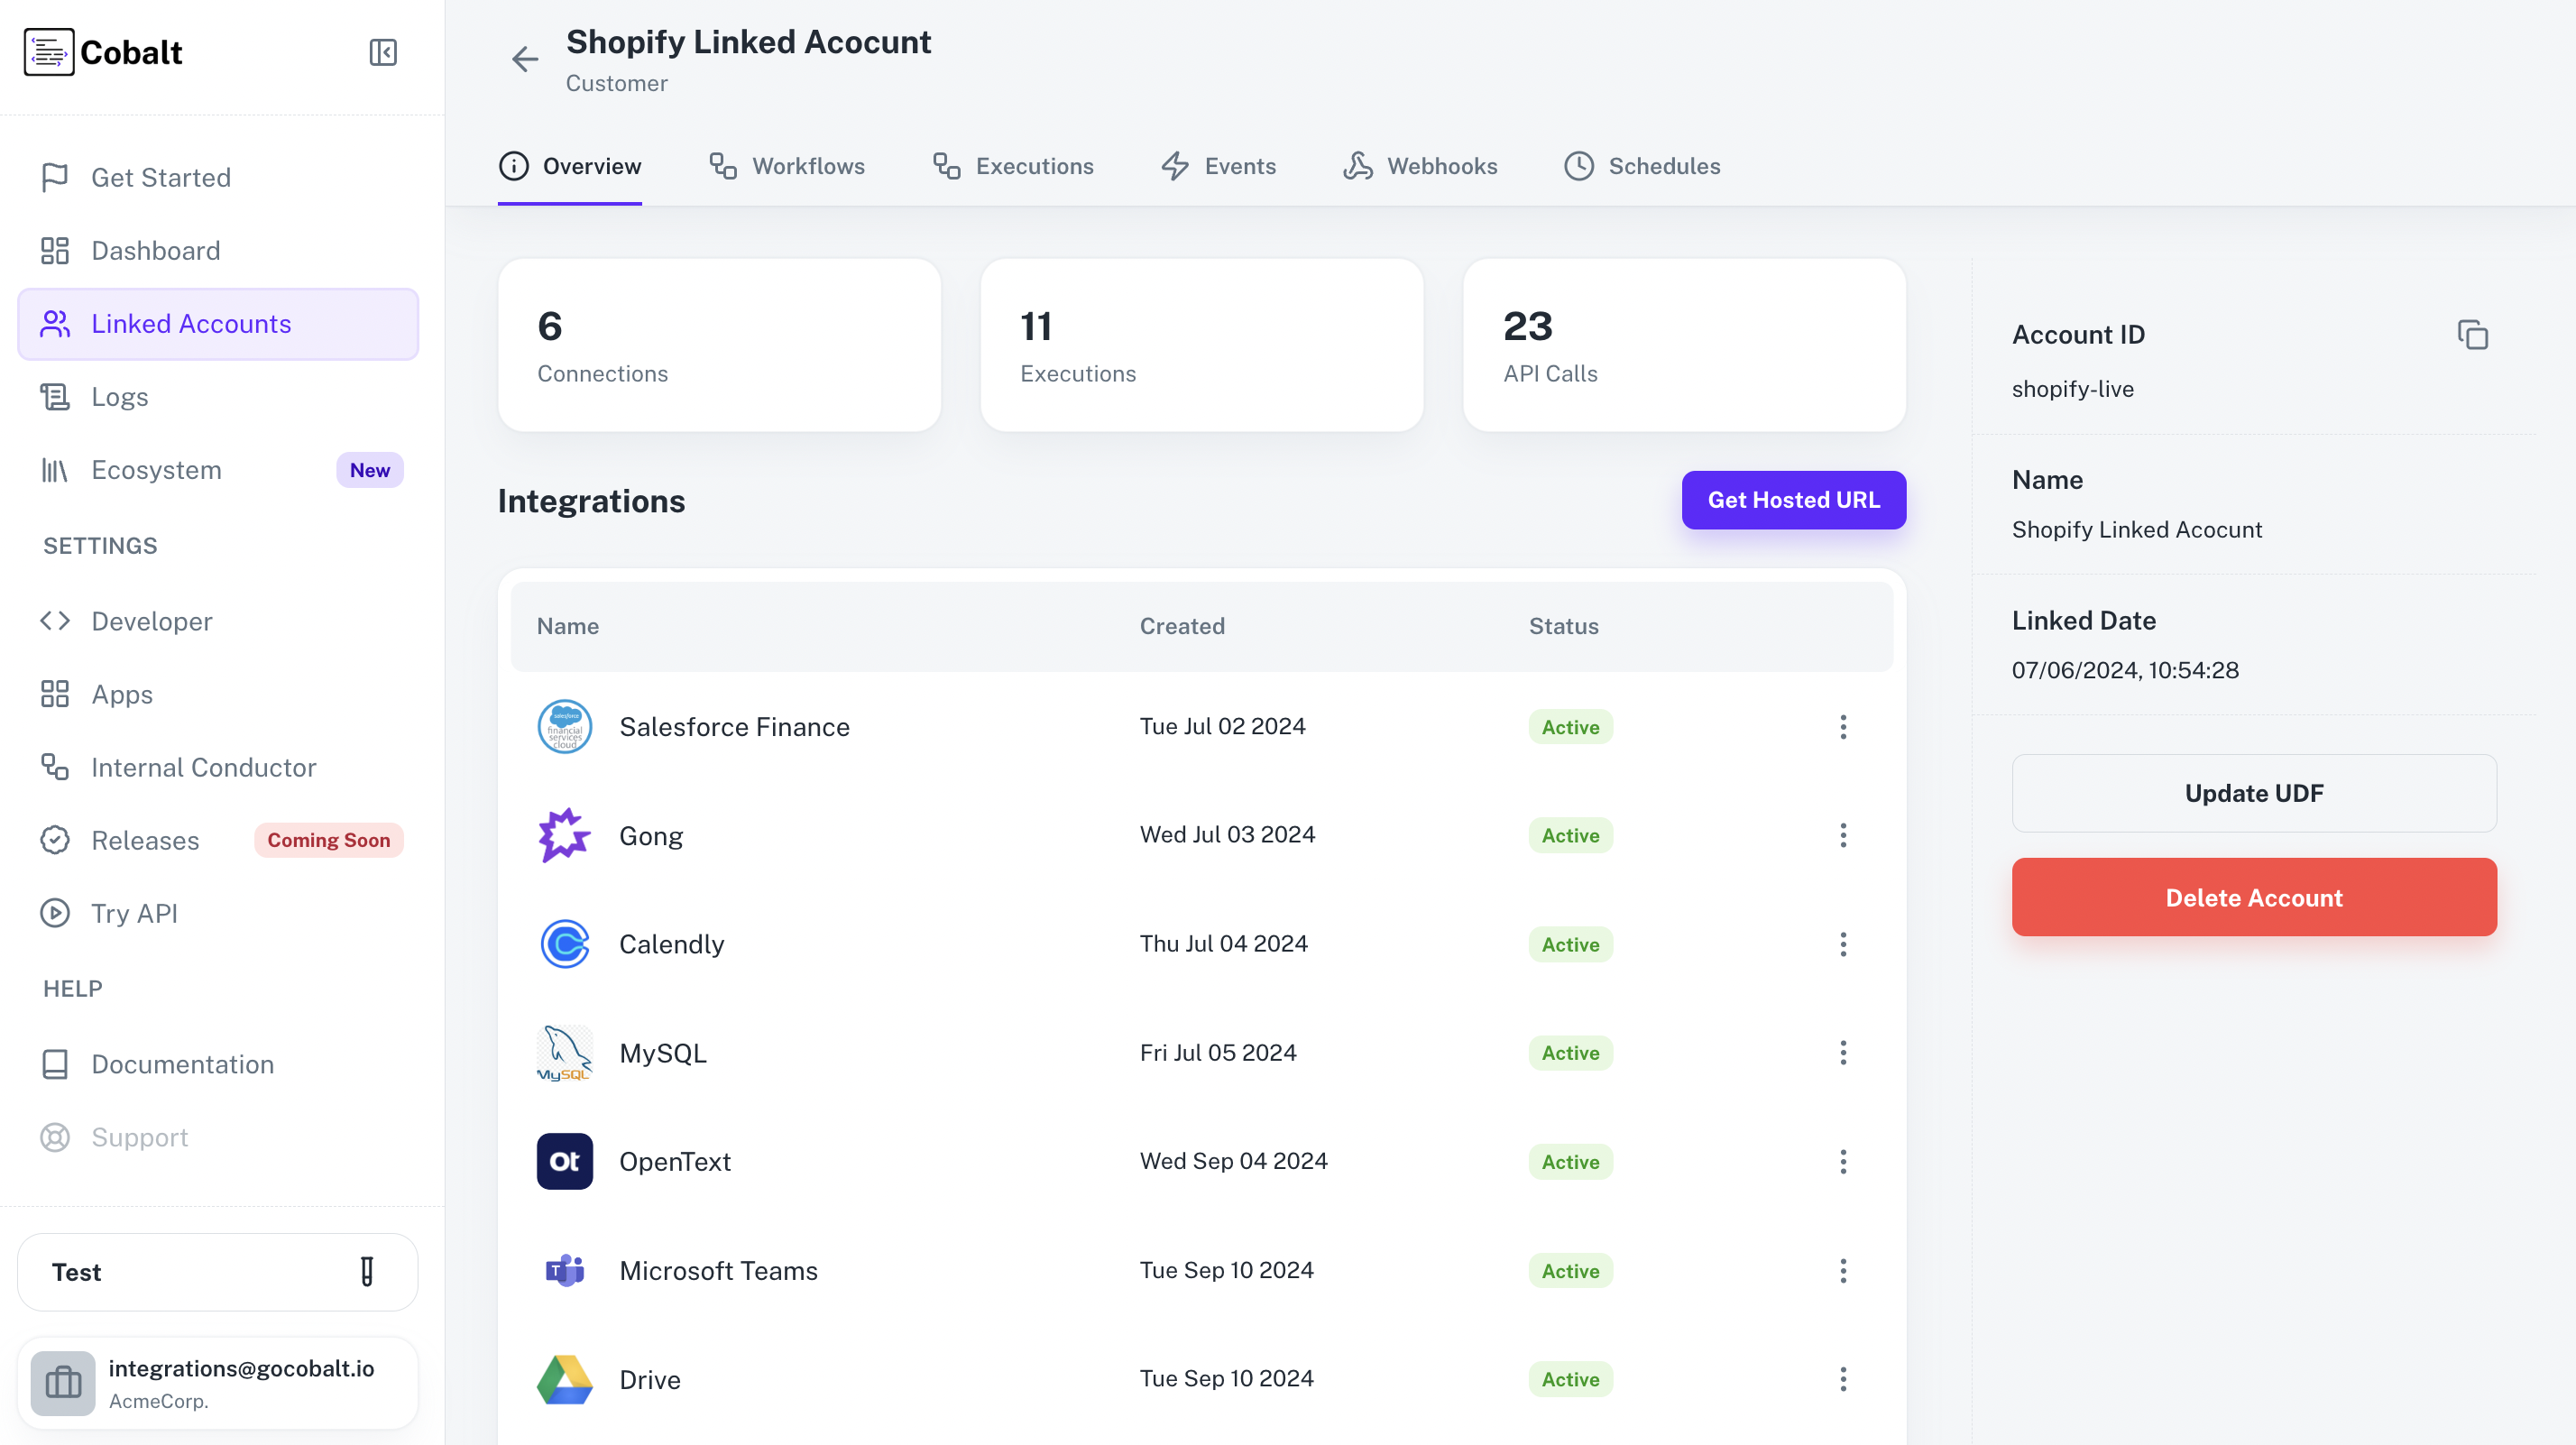 Cobalt
Get Started
Dashboard
Linked Accounts
Logs
Ecosystem New
SETTINGS
Developer
Apps
Internal Conductor
Releases Coming Soon
Try API
HELP
Documentation
Support
Test
integrations@gocobalt.io
AcmeCorp.
Shopify Linked Acocunt
Customer
Overview Workflows Executions Events Webhooks Schedules
6
Connections
11
Executions
23
API Calls
Integrations
Get Hosted URL
Name Created Status
salesforce
financial
services
cloud
Salesforce Finance Tue Jul 02 2024 Active
Gong Wed Jul 03 2024 Active
Calendly Thu Jul 04 2024 Active
MySQL
MySQL Fri Jul 05 2024 Active
Ot
OpenText Wed Sep 04 2024 Active
T
Microsoft Teams Tue Sep 10 2024 Active
Drive Tue Sep 10 2024 Active
Account ID
shopify-live
Name
Shopify Linked Acocunt
Linked Date
07/06/2024, 10:54:28
Update UDF
Delete Account